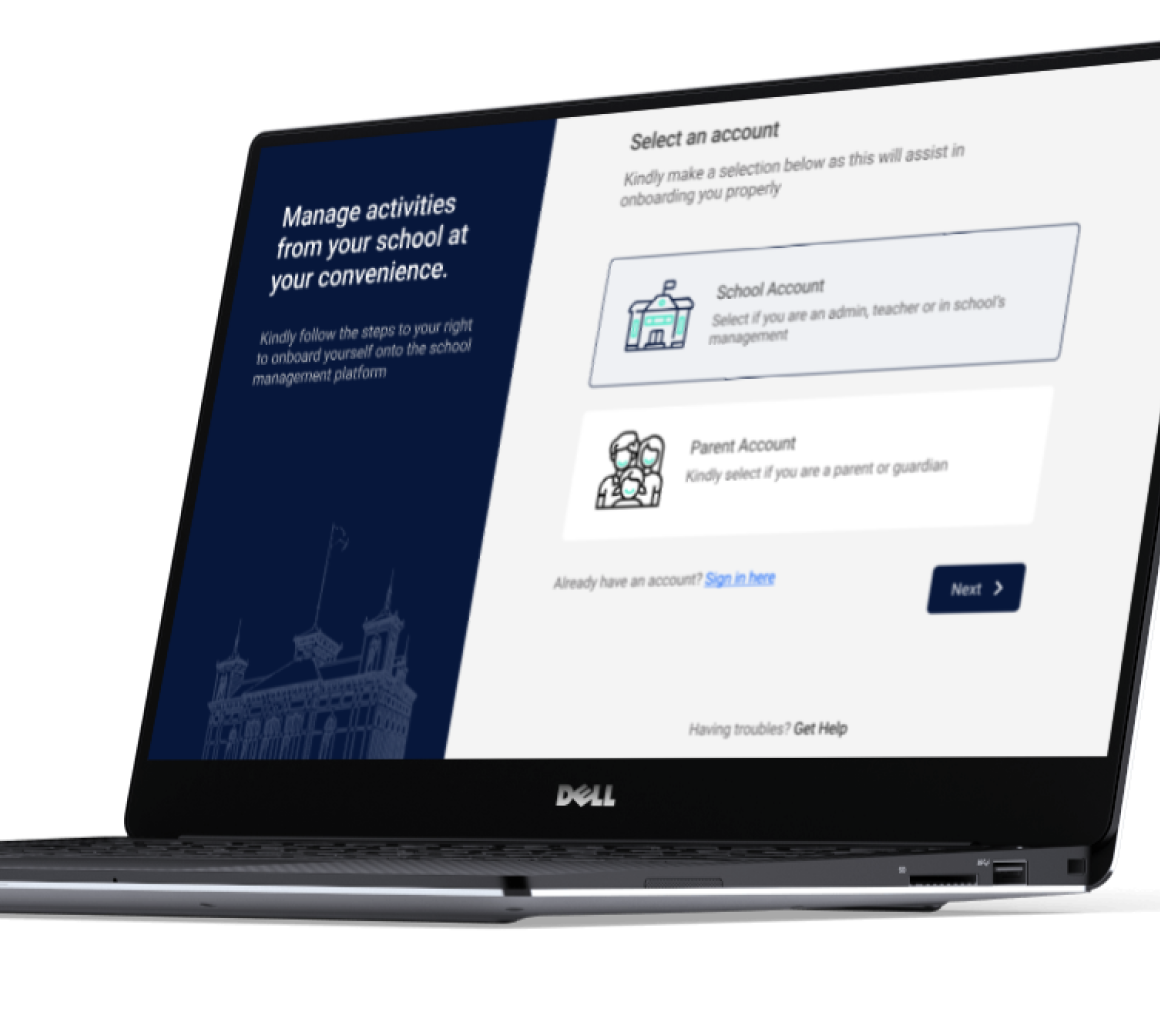 Manage activities
from your school at
your convenience.
Kindly follow the steps to your right
to onboard yourself onto the school
management platform
Select an account
Kindly make a selection below as this will assist in
onboarding you properly
School Account
Select if you are an admin, teacher or in school's
management
Parent Account
Kindly select if you are a parent or guardian
Already have an account? Sign in here
Next
Having troubles? Get Help
DELL